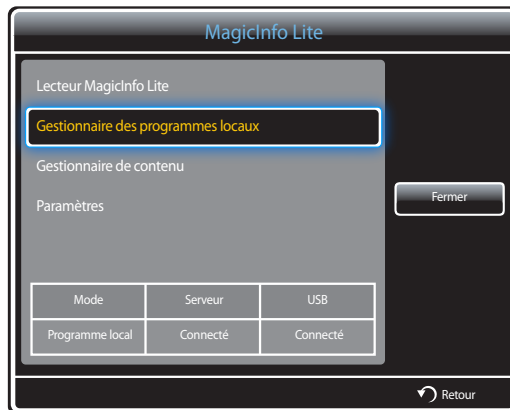 MagicInfo Lite
Lecteur MagicInfo Lite
Gestionnaire des programmes locaux
Gestionnaire de contenu
Paramètres
Fermer
Mode Serveur USB
Programme local Connecté Connecté
Retour